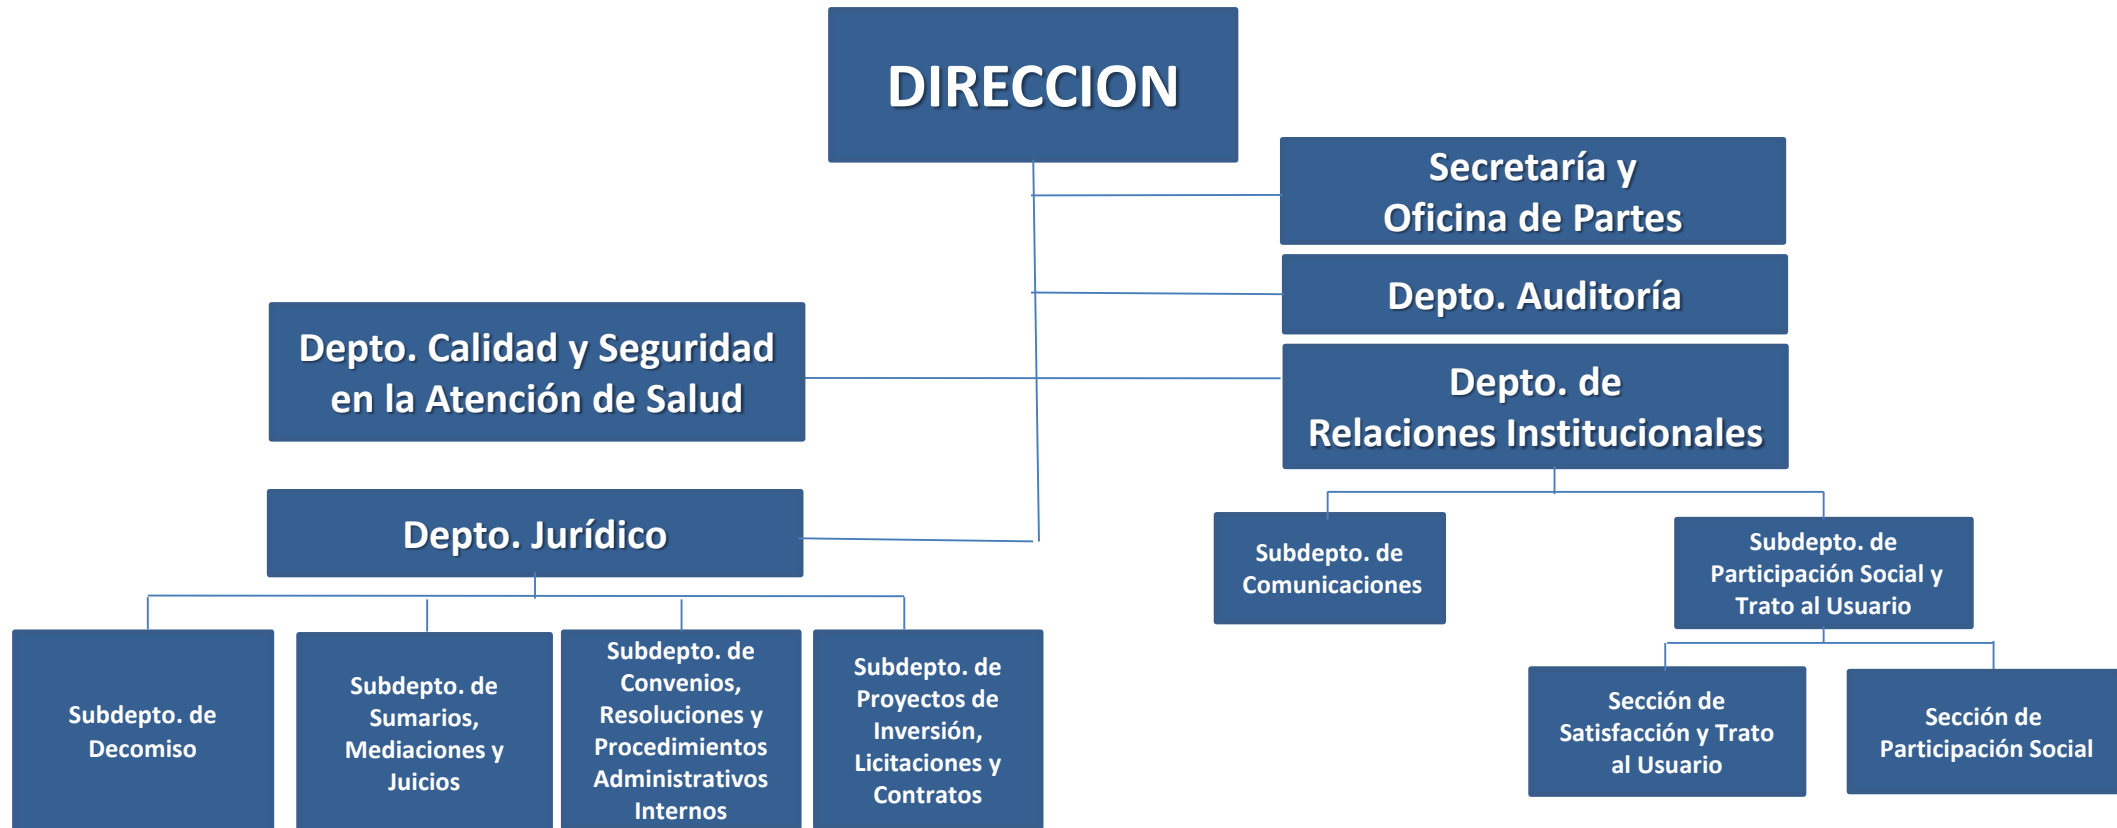 DIRECCION
Secretaría y
Oficina de Partes
Depto. Auditoría
Depto. Calidad y Seguridad
en la Atención de Salud
Depto. de
Relaciones Institucionales
Depto. Jurídico
Subdepto. de
Comunicaciones
Subdepto. de
Participación Social y
Trato al Usuario
Subdepto. de
Decomiso
Subdepto. de
Sumarios,
Mediaciones y
Juicios
Subdepto. de
Convenios,
Resoluciones y
Procedimientos
Administrativos
Internos
Subdepto. de
Proyectos de
Inversión,
Licitaciones y
Contratos
Sección de
Satisfacción y Trato
al Usuario
Sección de
Participación Social